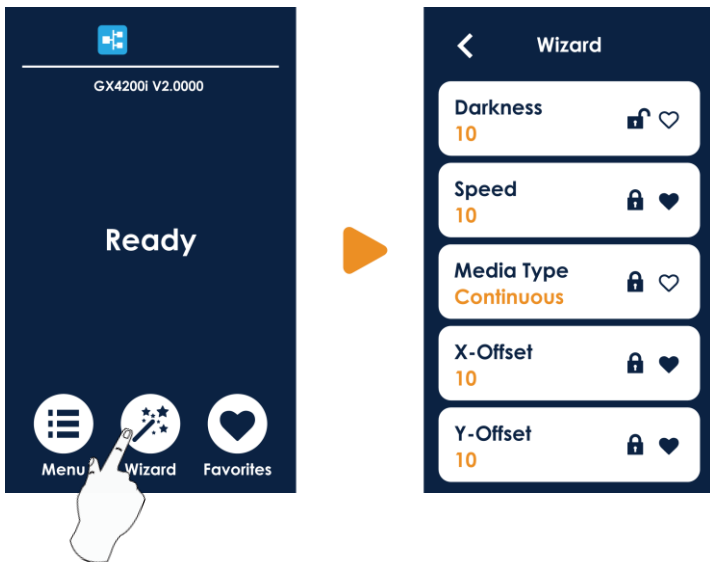 GX4200i V2.0000
Ready
Menu Wizard Favorites
Wizard
Darkness
10
Speed
10
Media Type
Continuous
X-Offset
10
Y-Offset
10